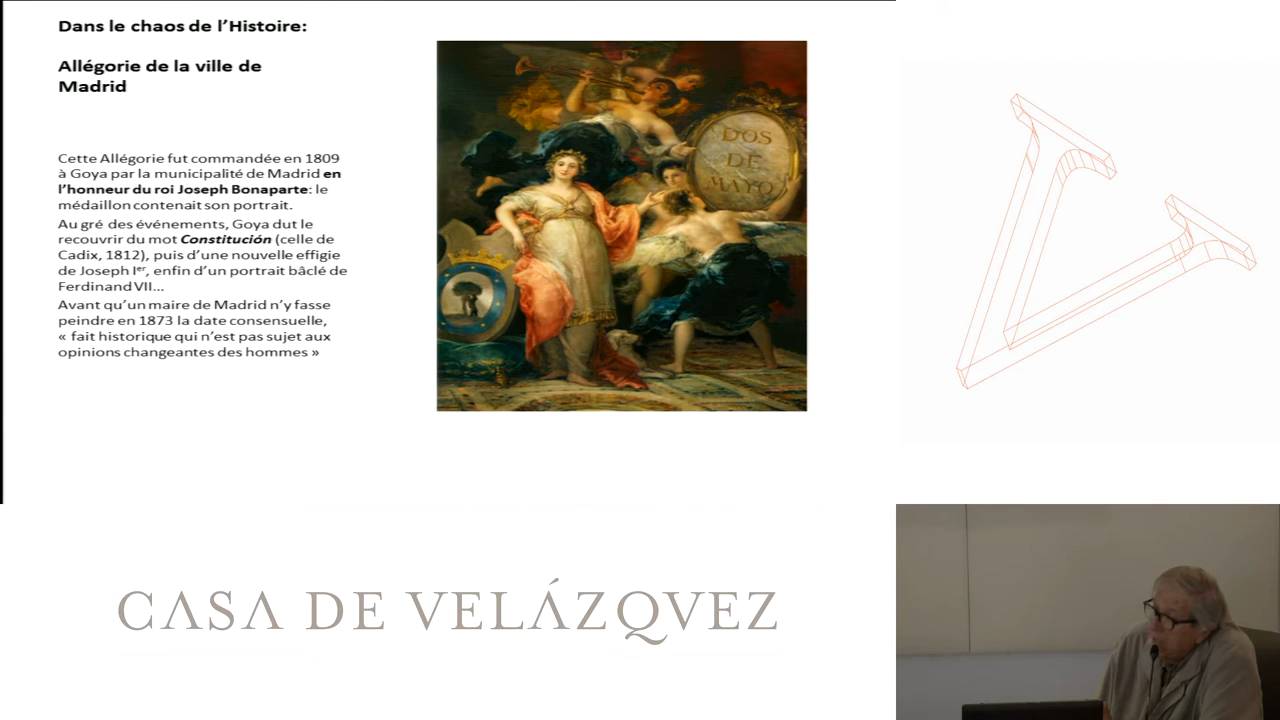 Dans le chaos de l’Histoire:
Allégorie de la ville de
Madrid
Cette Allégorie fut commandée en 1809
à Goya par la municipalité de Madrid en
l’honneur du roi Joseph Bonaparte: le
médaillon contenait son portrait.
Au gré des événements, Goya dut le
recouvrir du mot Constitución (celle de
Cadix, 1812), puis d’une nouvelle effigie
de Joseph Ier, enfin d’un portrait bâclé de
Ferdinand VII...
Avant qu’un maire de Madrid n’y fasse
peindre en 1873 la date consensuelle,
« fait historique qui n’est pas sujet aux
opinions changeantes des hommes »
DOS
DE
MAYO
CASA DE VELÁZQVEZ